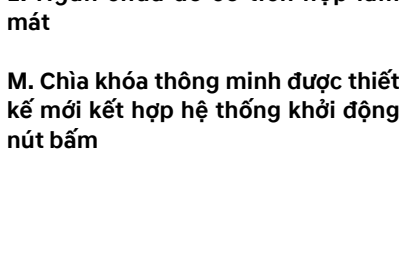 mát
M. Chìa khóa thông minh được thiết
kế mới kết hợp hệ thống khởi động
nút bấm